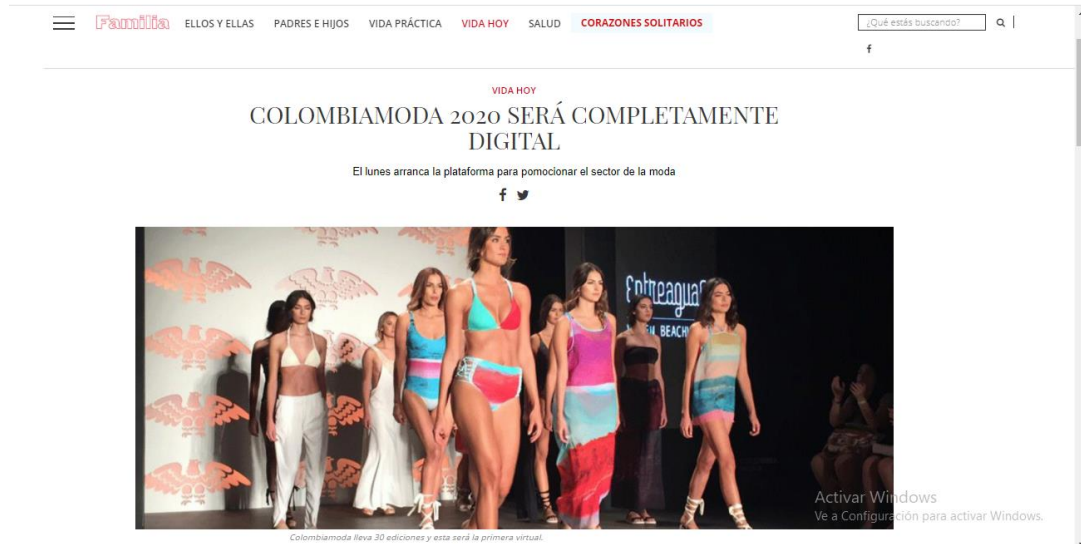 Familia ELLOS Y ELLAS PADRES E HIJOS VIDA PRÁCTICA VIDA HOY SALUD CORAZONES SOLITARIOS ¿Qué estás buscando?
VIDA HOY
COLOMBIAMODA 2020 SERÁ COMPLETAMENTE
DIGITAL
El lunes arranca la plataforma para pomocionar el sector de la moda
Entreagua
BEACH
Activar Windows
Ve a Configuración para activar Windows.
Colombiamoda lleva 30 ediciones y esta será la primera virtual.